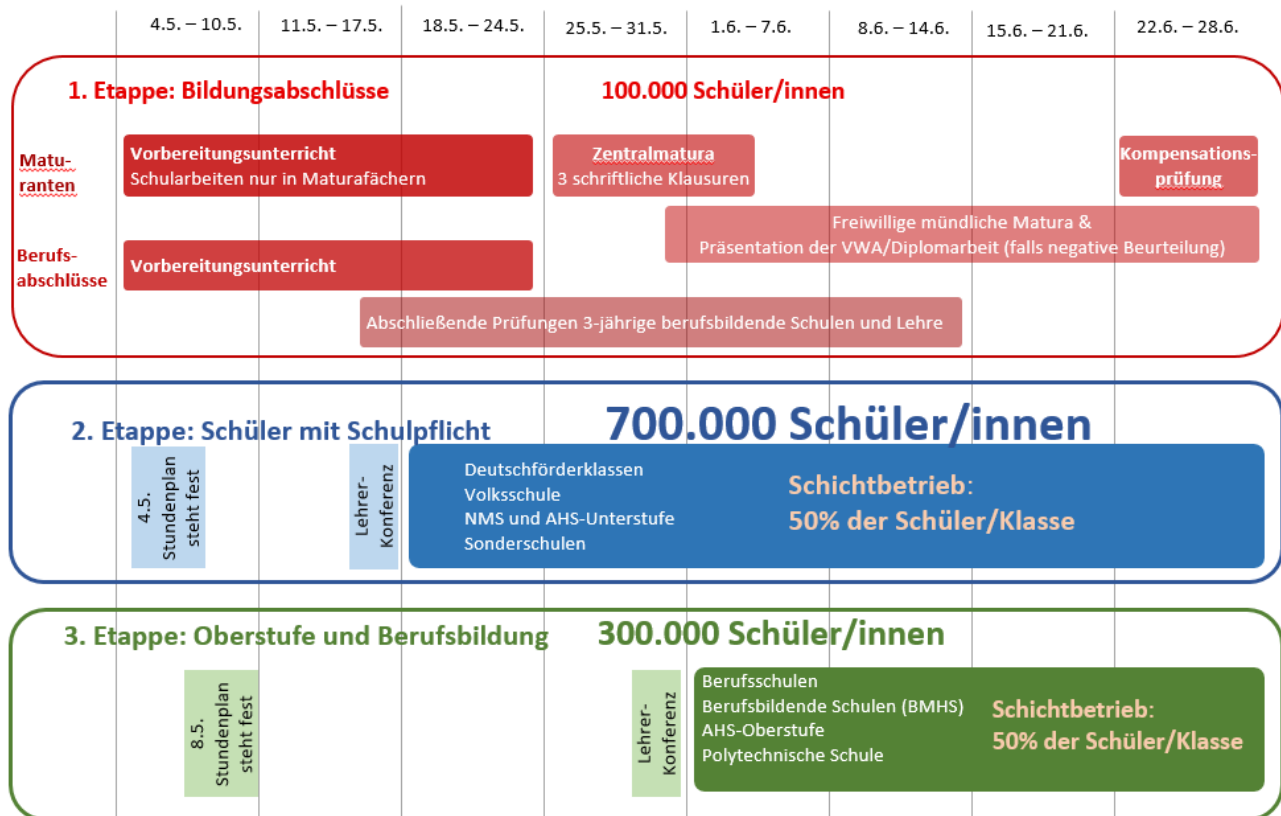 4.5. – 10.5.
11.5. – 17.5.
18.5. – 24.5.
25.5. – 31.5.
1.6. – 7.6.
8.6. – 14.6.
15.6. – 21.6.
22.6. – 28.6.
1. Etappe: Bildungsabschlüsse
100.000 Schüler/innen
Matu-
ranten
Vorbereitungsunterricht
Schularbeiten nur in Maturafächern
Zentralmatura
3 schriftliche Klausuren
Kompensations-
prüfung
Freiwillige mündliche Matura &
Präsentation der VWA/Diplomarbeit (falls negative Beurteilung)
Berufs-
abschlüsse
Vorbereitungsunterricht
Abschließende Prüfungen 3-jährige berufsbildende Schulen und Lehre
2. Etappe: Schüler mit Schulpflicht
700.000 Schüler/innen
4.5.
Stundenplan
steht fest
Lehrer-
Konferenz
Deutschförderklassen
Volksschule
NMS und AHS-Unterstufe
Sonderschulen
Schichtbetrieb:
50% der Schüler/Klasse
3. Etappe: Oberstufe und Berufsbildung
300.000 Schüler/innen
8.5.
Stundenplan
steht fest
Lehrer-
Konferenz
Berufsschulen
Berufsbildende Schulen (BMHS)
AHS-Oberstufe
Polytechnische Schule
Schichtbetrieb:
50% der Schüler/Klasse